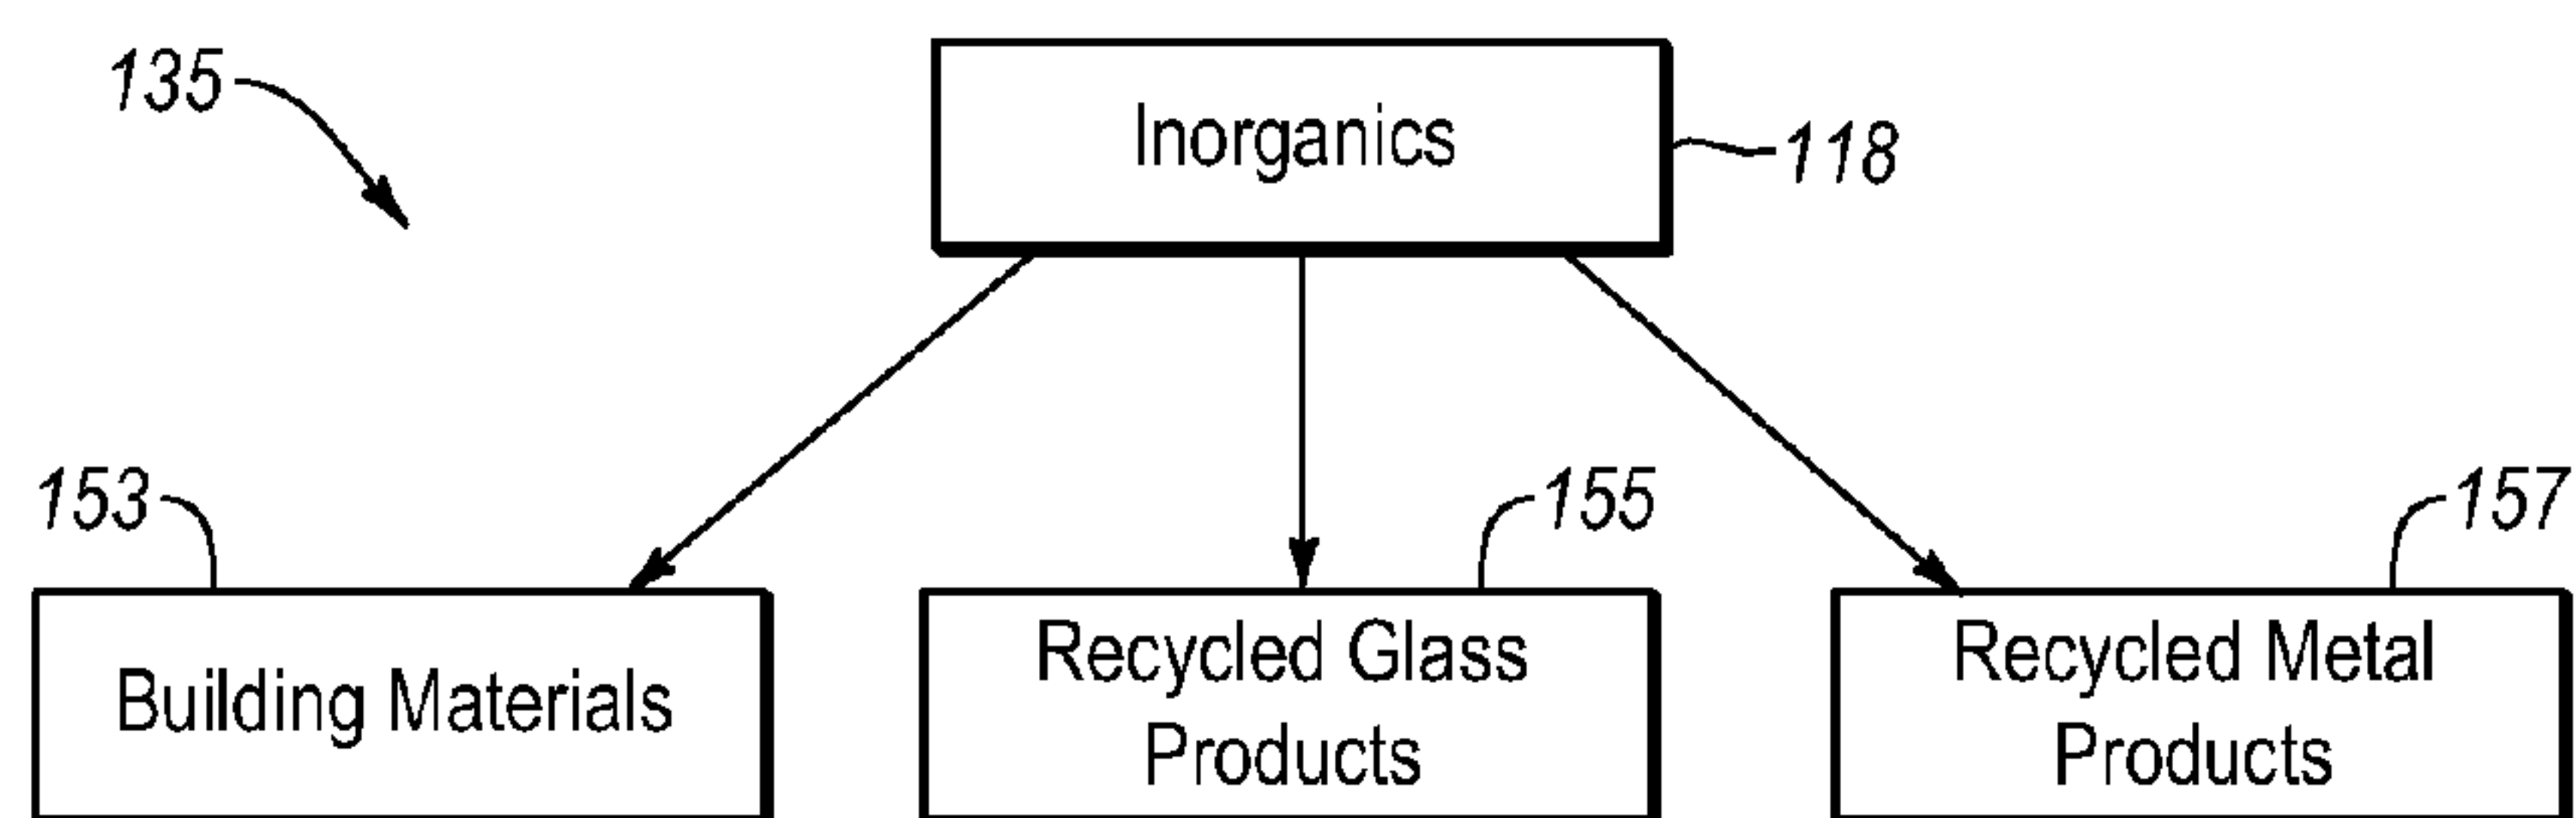 135
Inorganics
118
153
155
157
Building Materials
Recycled Glass
Products
Recycled Metal
Products